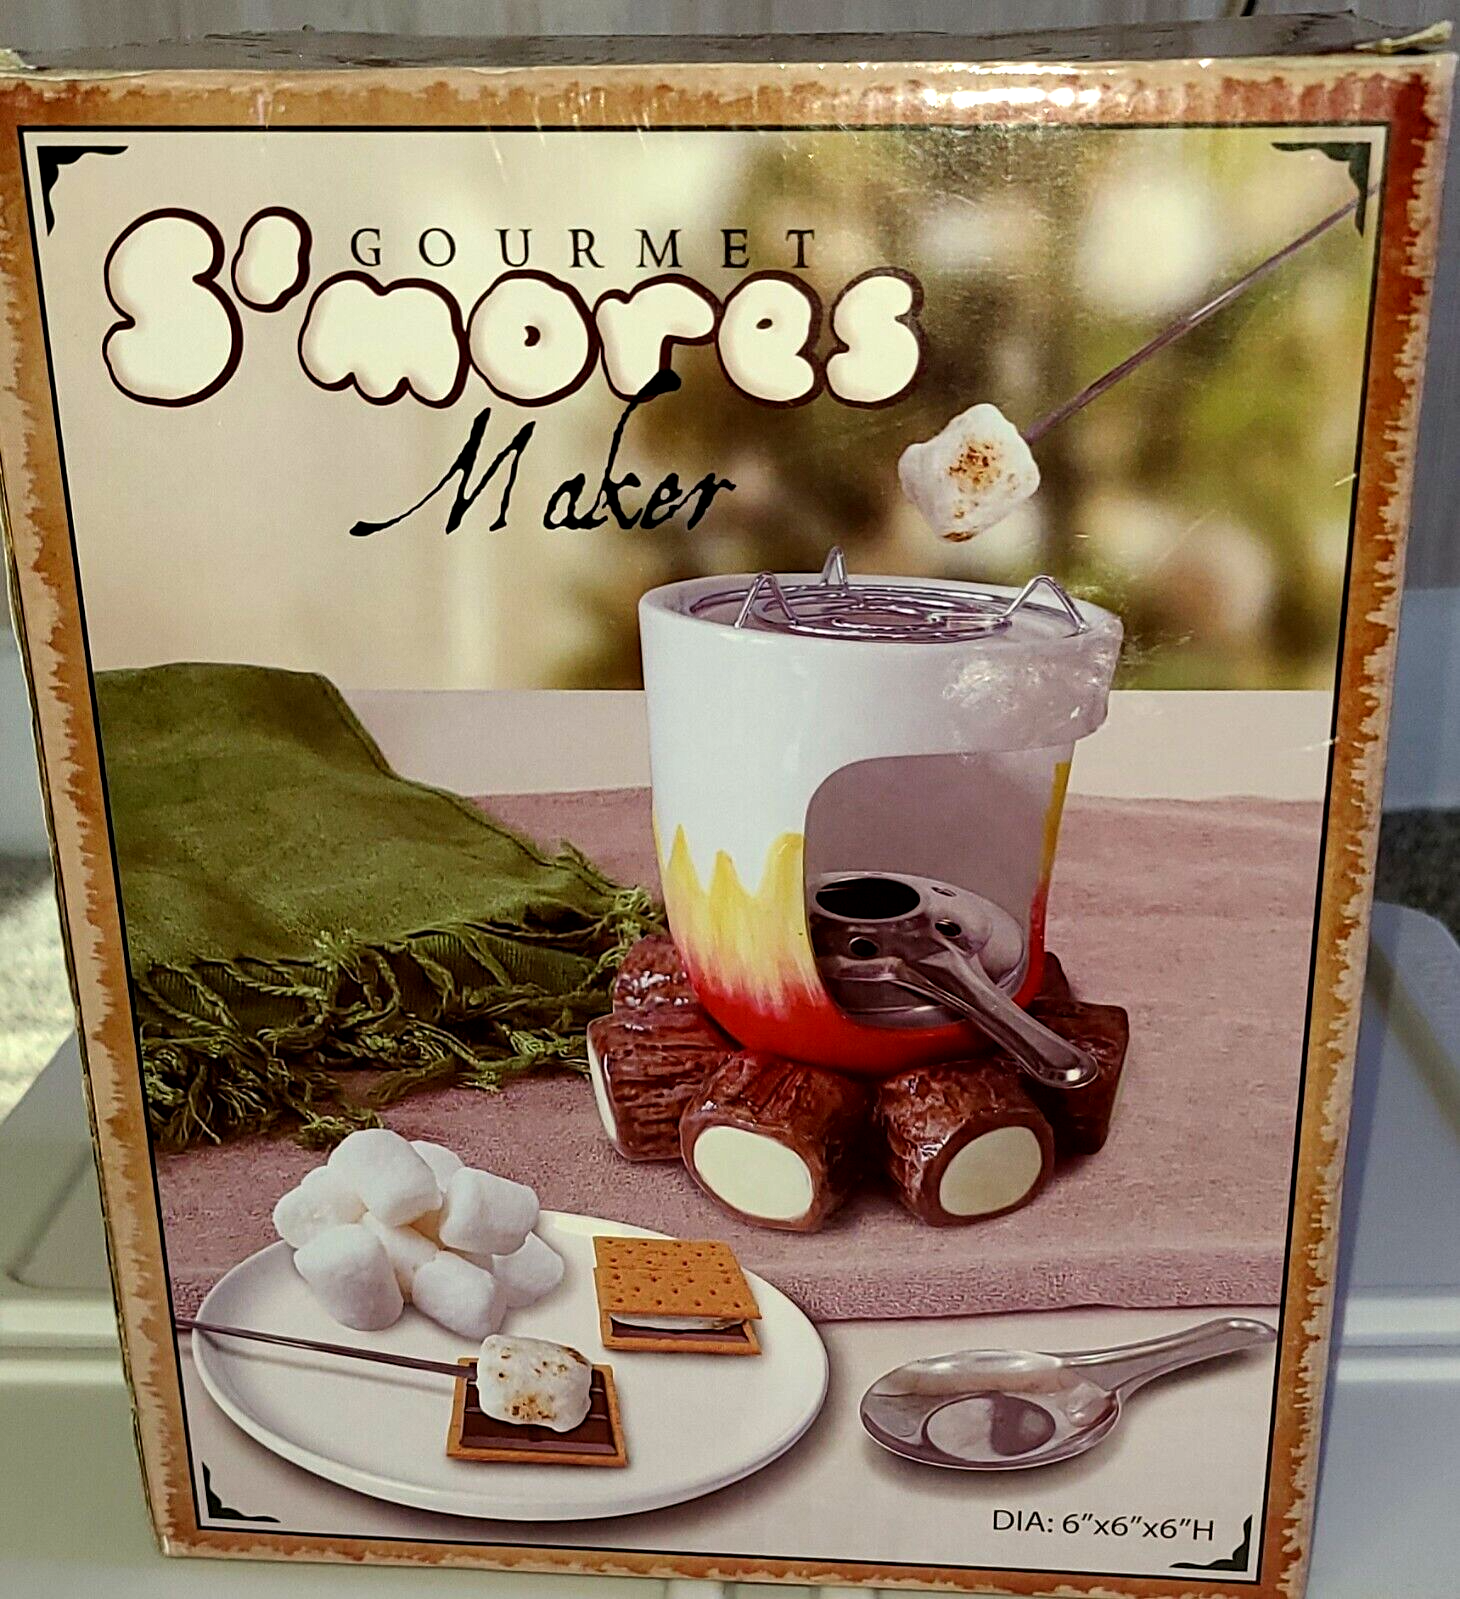 GOURMET
S'mores
Maker
DIA: 6"x6"x6"H